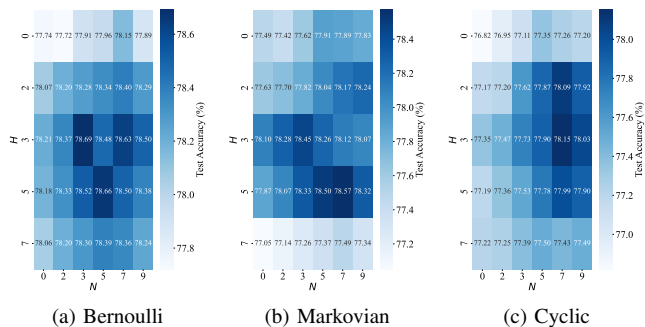 0 77.74 77.72 77.91 77.96 78.15 77.89
2 78.07 78.20 78.28 78.34 78.40 78.29
H 3 78.21 78.37 78.69 78.48 78.63 78.50
5 78.18 78.33 78.52 78.66 78.50 78.38
7 78.06 78.20 78.30 78.39 78.36 78.24
0 2 3 5 7 9
N
78.6
78.4
78.2
78.0
77.8
Test Accuracy (%)
(a) Bernoulli
0 77.49 77.42 77.62 77.91 77.89 77.83
2 77.63 77.70 77.82 78.04 78.17 78.24
H 3 78.10 78.28 78.45 78.26 78.12 78.07
5 77.87 78.07 78.33 78.50 78.57 78.32
7 77.05 77.14 77.26 77.37 77.49 77.34
0 2 3 5 7 9
N
78.4
78.2
78.0
77.8
77.6
77.4
77.2
Test Accuracy (%)
(b) Markovian
0 76.82 76.95 77.11 77.35 77.26 77.20
2 77.17 77.20 77.62 77.87 78.09 77.92
H 3 77.35 77.47 77.73 77.90 78.15 78.03
5 77.19 77.36 77.53 77.78 77.99 77.90
7 77.22 77.25 77.39 77.50 77.43 77.49
0 2 3 5 7 9
N
78.0
77.8
77.6
77.4
77.2
77.0
Test Accuracy (%)
(c) Cyclic